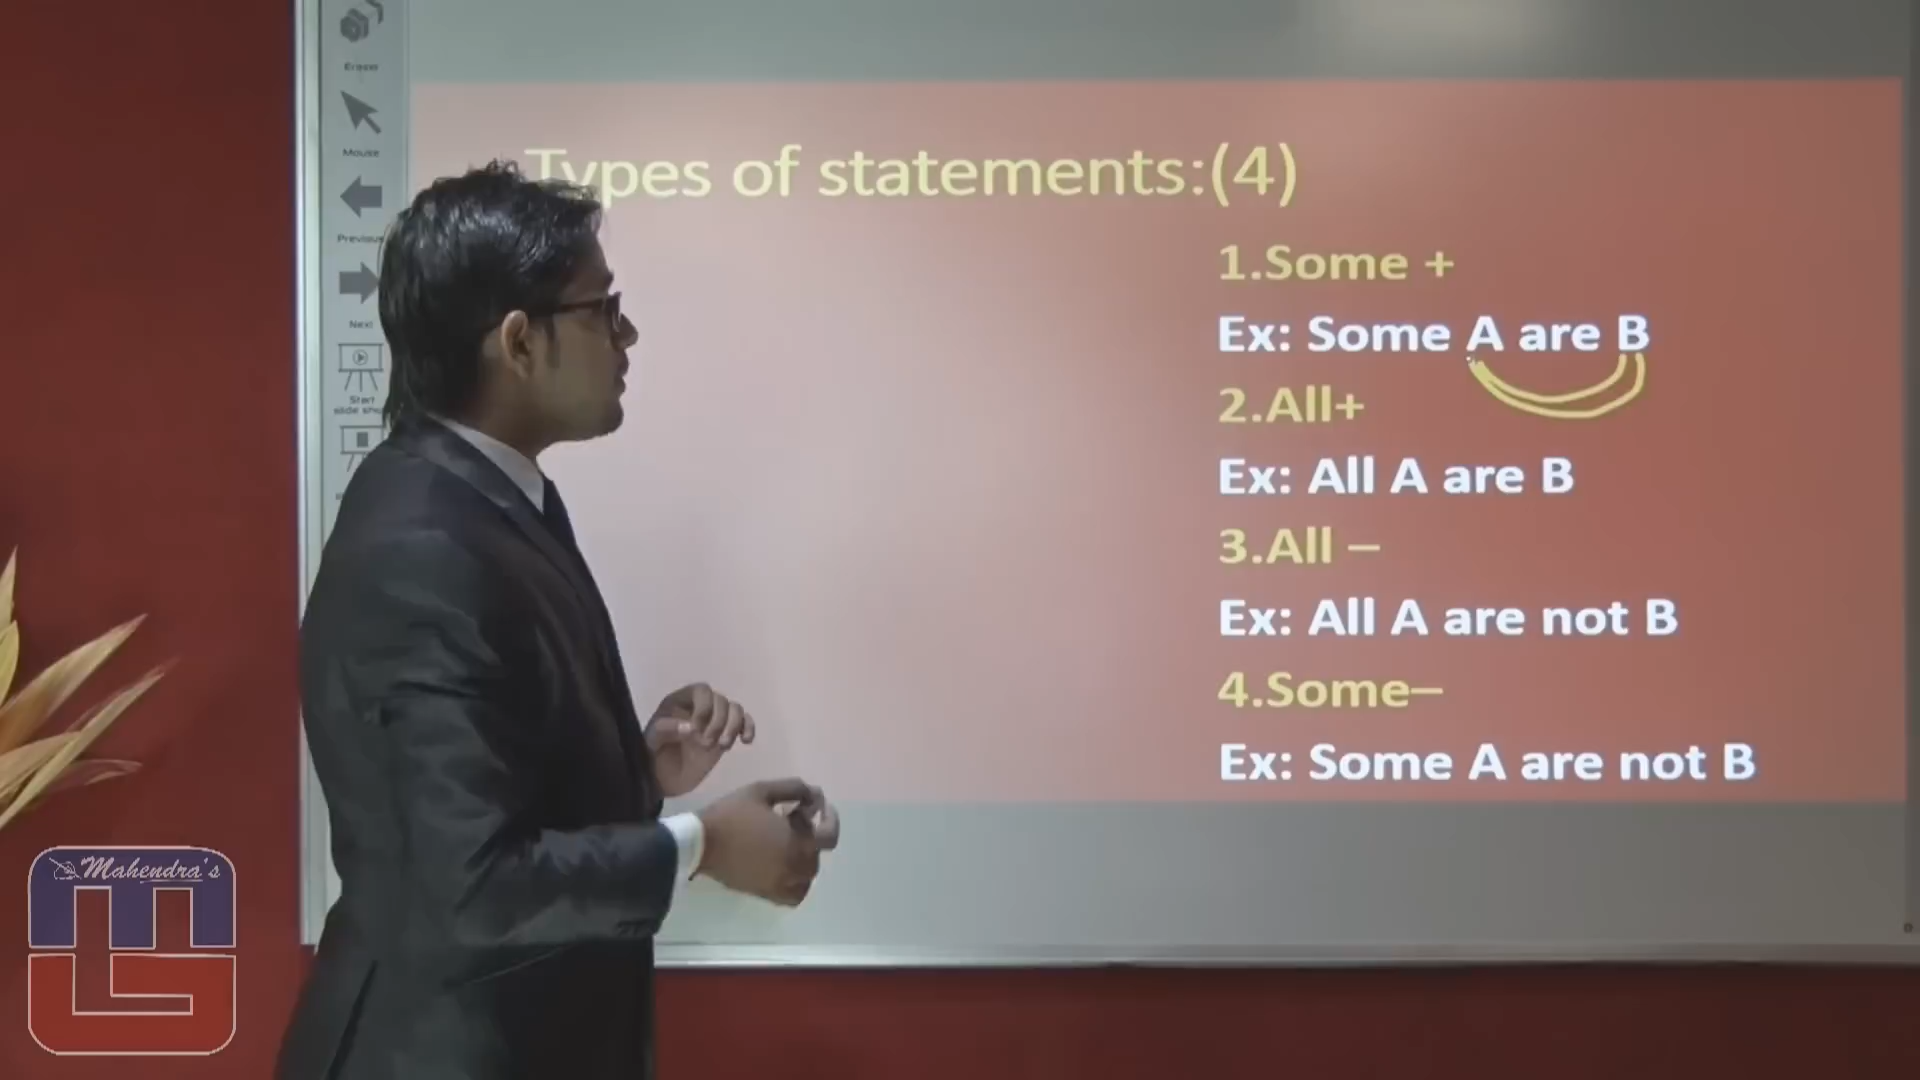 Eraser
Mouse
Previous
Next
Start
Types of statements:(4)
1.Some +
Ex: Some A are B
2.All+
Ex: All A are B
3.All –
Ex: All A are not B
4.Some–
Ex: Some A are not B
Mahendra's